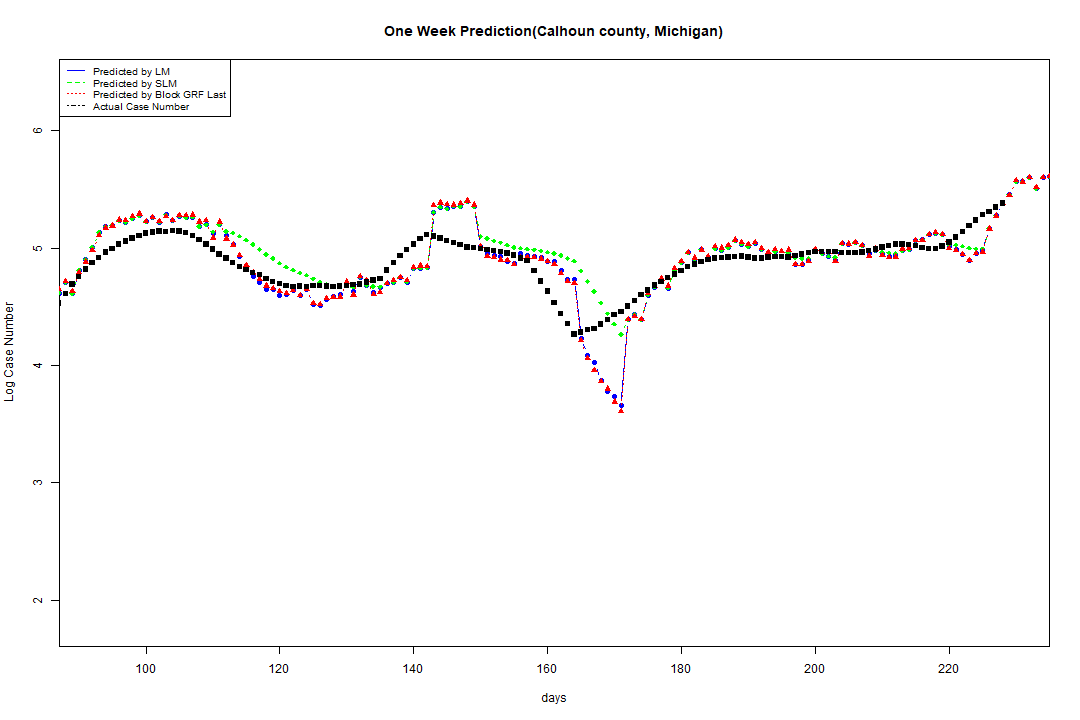 One Week Prediction(Calhoun county, Michigan)
Predicted by LM
Predicted by SLM
Predicted by Block GRF Last
Actual Case Number
6
5
4
3
2
Log Case Number
100 120 140 160 180 200 220
days